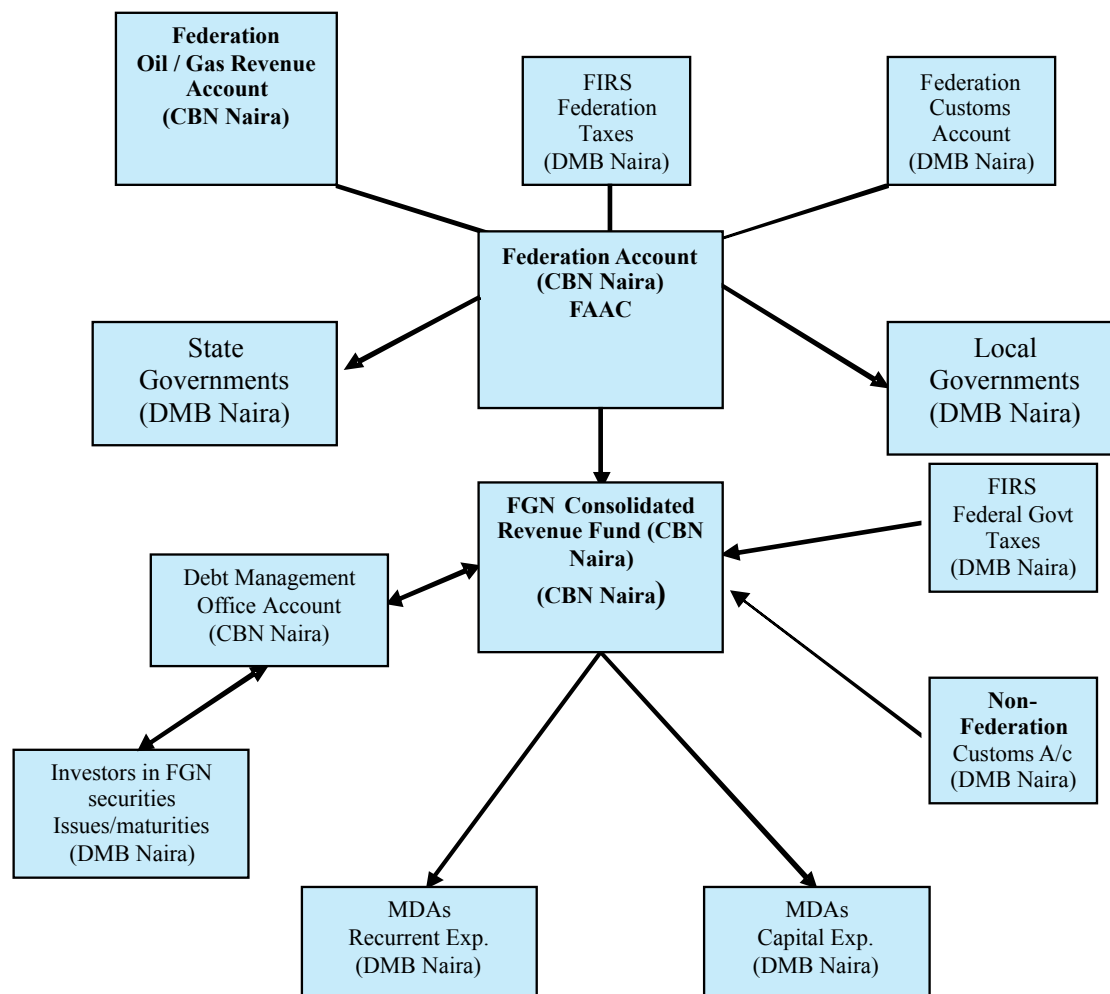 Federation
Oil / Gas Revenue
Account
(CBN Naira)
FIRS
Federation
Taxes
(DMB Naira)
Federation
Customs
Account
(DMB Naira)
Federation Account
(CBN Naira)
FAAC
State
Governments
(DMB Naira)
Local
Governments
(DMB Naira)
FGN Consolidated
Revenue Fund (CBN
Naira)
(CBN Naira)
FIRS
Federal Govt
Taxes
(DMB Naira)
Debt Management
Office Account
(CBN Naira)
Non-
Federation
Customs A/c
(DMB Naira)
Investors in FGN
securities
Issues/maturities
(DMB Naira)
MDAs
Recurrent Exp.
(DMB Naira)
MDAs
Capital Exp.
(DMB Naira)